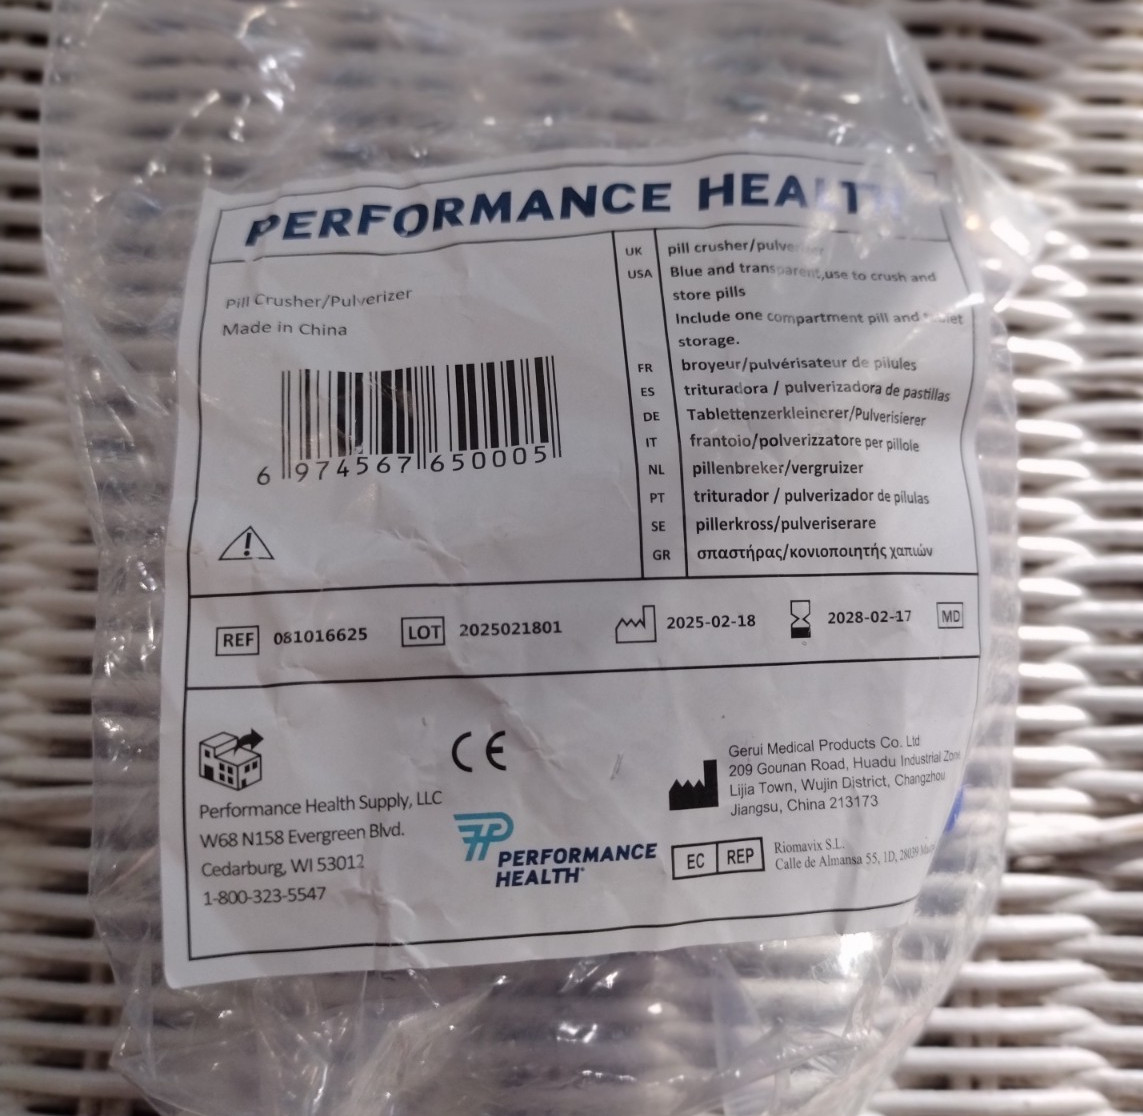 PERFORMANCE HEALTH
Pill Crusher/Pulverizer
Made in China
6 974567 650005
UK pill crusher/pulverizer
USA Blue and transparent,use to crush and
store pills
Include one compartment pill and tablet
storage.
FR broyeur/pulvérisateur de pilules
ES trituradora / pulverizadora de pastillas
DE Tablettenzerkleinerer/Pulverisierer
IT frantoio/polverizzatore per pillole
NL pillenbreker/vergruizer
PT triturador / pulverizador de pílulas
SE pillerkross/pulveriserare
GR σπαστήρας/κονιοποιητής χαπιών
REF 081016625 LOT 2025021801 2025-02-18 2028-02-17 MD
Performance Health Supply, LLC
W68 N158 Evergreen Blvd.
Cedarburg, WI 53012
1-800-323-5547
CE
PERFORMANCE
HEALTH
Gerui Medical Products Co. Ltd
209 Gounan Road, Huadu Industrial Zone
Lijia Town, Wujin District, Changzhou
Jiangsu, China 213173
EC REP
Riomavix S.L.
Calle de Almansa 55, 1D, 28039